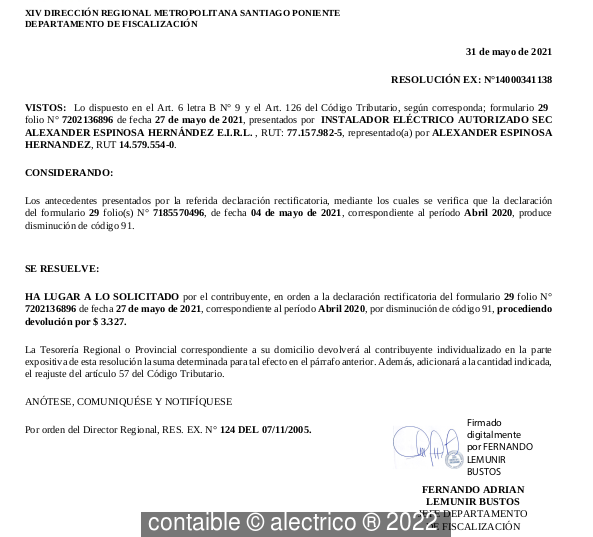 XIV DIRECCIÓN REGIONAL METROPOLITANA SANTIAGO PONIENTE
DEPARTAMENTO DE FISCALIZACIÓN
31 de mayo de 2021
RESOLUCIÓN EX: N°14000341138
VISTOS: Lo dispuesto en el Art. 6 letra B N° 9 y el Art. 126 del Código Tributario, según corresponda; formulario 29
folio N° 7202136896 de fecha 27 de mayo de 2021, presentados por INSTALADOR ELÉCTRICO AUTORIZADO SEC
ALEXANDER ESPINOSA HERNÁNDEZ E.I.R.L. , RUT: 77.157.982-5, representado(a) por ALEXANDER ESPINOSA
HERNANDEZ, RUT 14.579.554-0.
CONSIDERANDO:
Los antecedentes presentados por la referida declaración rectificatoria, mediante los cuales se verifica que la declaración
del formulario 29 folio(s) N° 7185570496, de fecha 04 de mayo de 2021, correspondiente al período Abril 2020, produce
disminución de código 91.
SE RESUELVE:
HA LUGAR A LO SOLICITADO por el contribuyente, en orden a la declaración rectificatoria del formulario 29 folio N°
7202136896 de fecha 27 de mayo de 2021, correspondiente al período Abril 2020, por disminución de código 91, procediendo
devolución por $ 3.327.
La Tesorería Regional o Provincial correspondiente a su domicilio devolverá al contribuyente individualizado en la parte
expositiva de esta resolución la suma determinada para tal efecto en el párrafo anterior. Además, adicionará a la cantidad indicada,
el reajuste del artículo 57 del Código Tributario.
ANÓTESE, COMUNIQUÉSE Y NOTIFÍQUESE
Por orden del Director Regional, RES. EX. N° 124 DEL 07/11/2005.
Firmado
digitalmente
por FERNANDO
LEMUNIR
BUSTOS
FERNANDO ADRIAN
LEMUNIR BUSTOS
JEFE DEPARTAMENTO
DE FISCALIZACIÓN
contaible © alectrico ® 2022